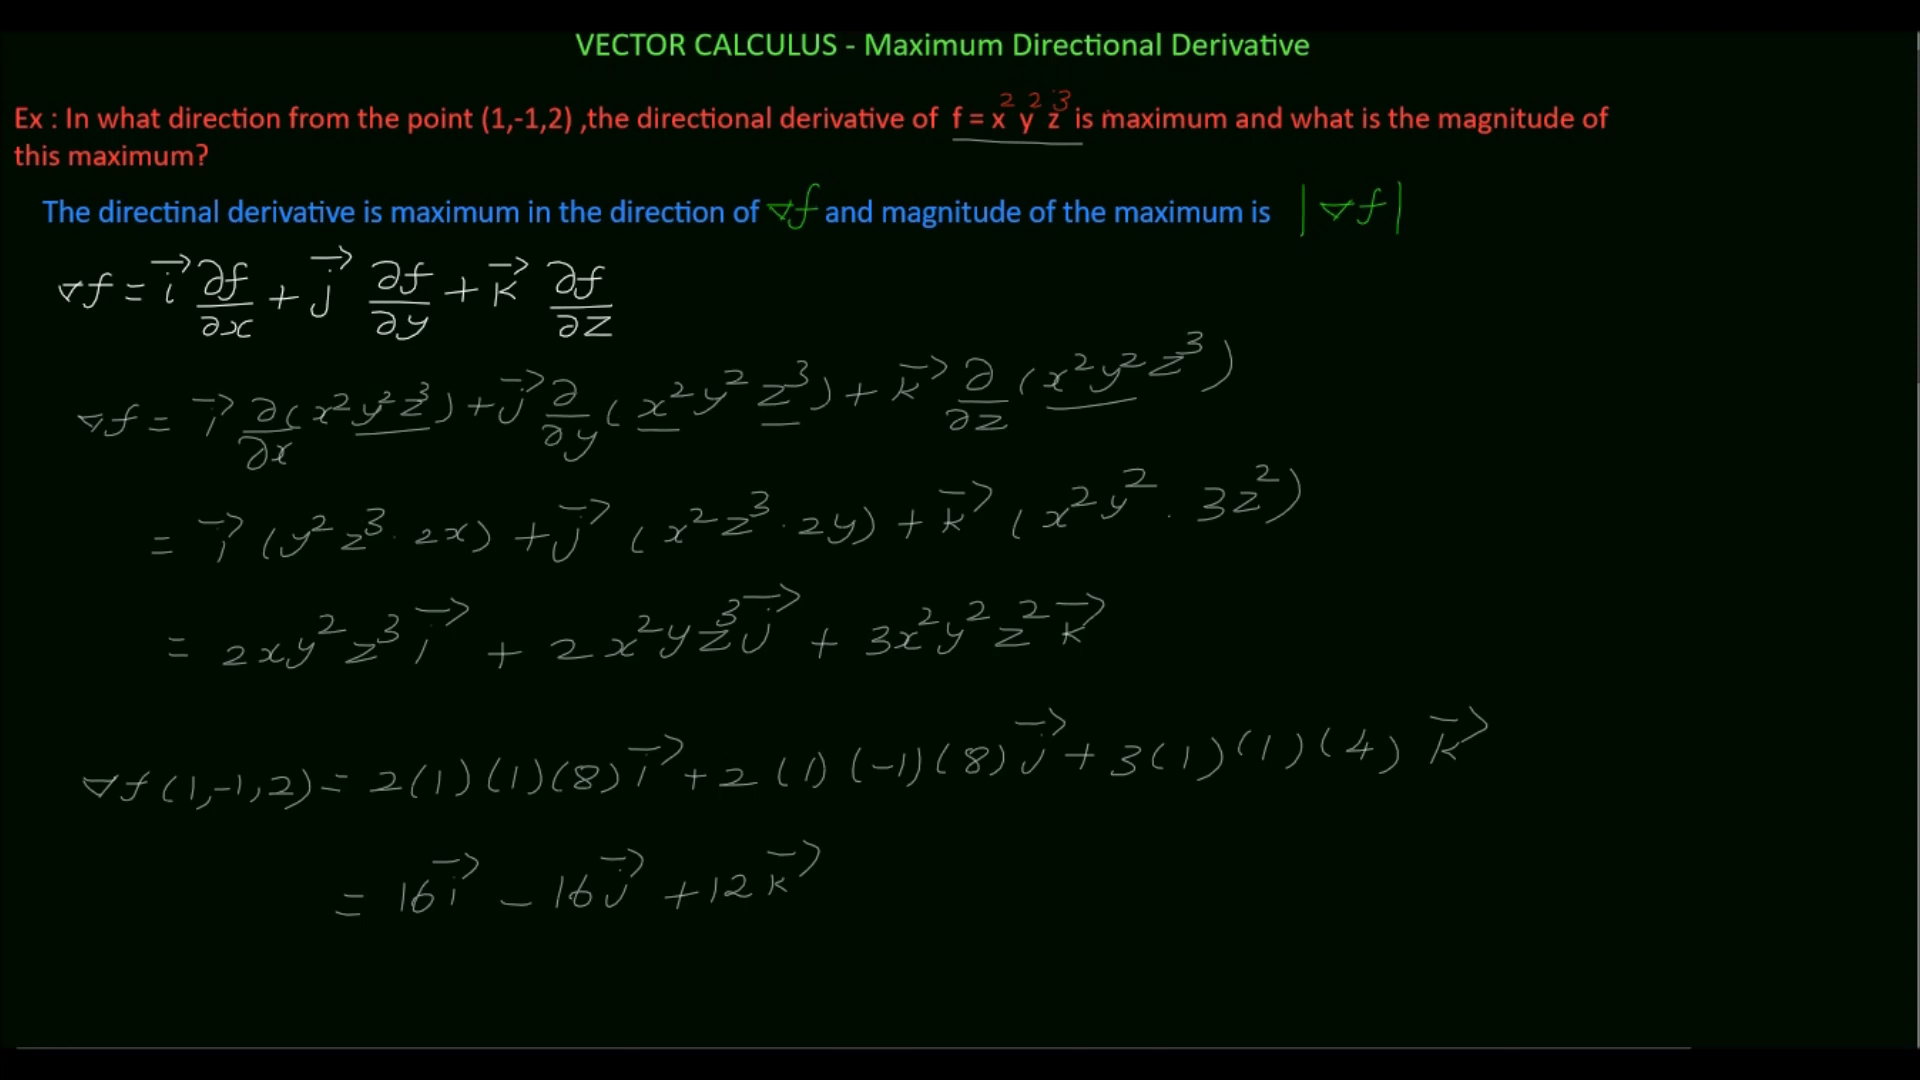 VECTOR CALCULUS - Maximum Directional Derivative
Ex : In what direction from the point (1,-1,2) ,the directional derivative of f = x²y²z³ is maximum and what is the magnitude of
this maximum?
The directinal derivative is maximum in the direction of ∇f and magnitude of the maximum is |∇f|
∇f = i⃗ ∂f/∂x + j⃗ ∂f/∂y + k⃗ ∂f/∂z
∇f = i⃗ ∂/∂x (x²y²z³) + j⃗ ∂/∂y (x²y²z³) + k⃗ ∂/∂z (x²y²z³)
= i⃗ (y²z³ · 2x) + j⃗ (x²z³ · 2y) + k⃗ (x²y² · 3z²)
= 2xy²z³ i⃗ + 2x²yz³ j⃗ + 3x²y²z² k⃗
∇f (1,-1,2) = 2(1)(1)(8) i⃗ + 2(1)(-1)(8) j⃗ + 3(1)(1)(4) k⃗
= 16 i⃗ - 16 j⃗ + 12 k⃗